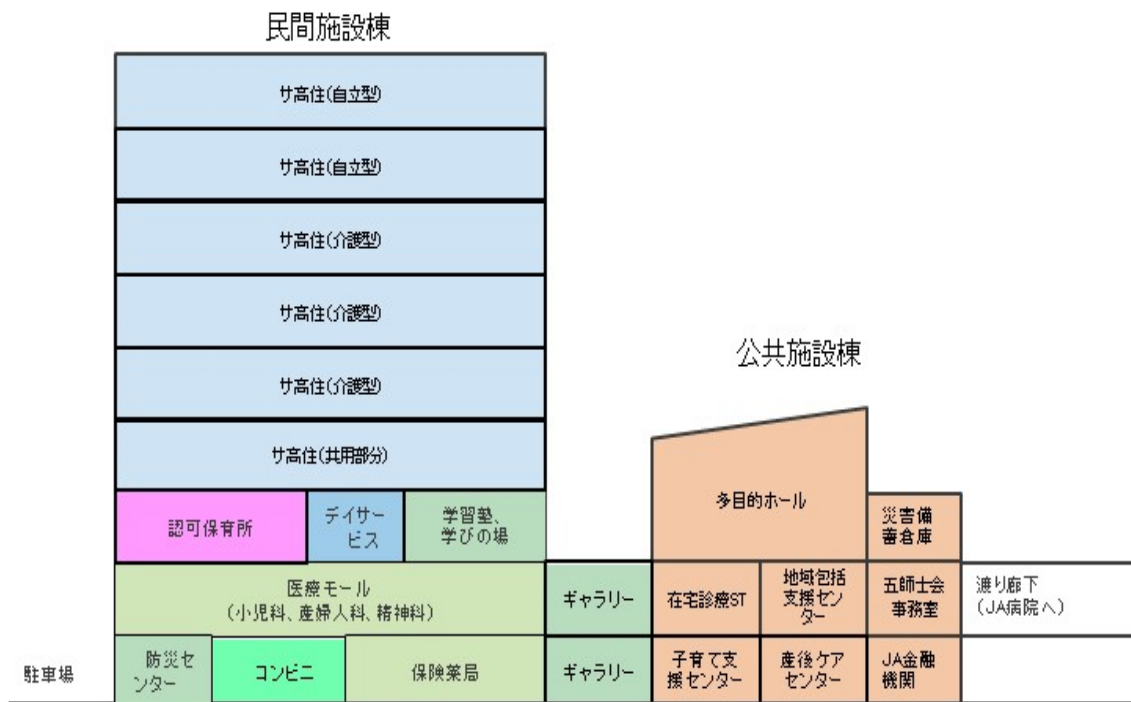 民間施設棟
サ高住(自立型)
サ高住(自立型)
サ高住(介護型)
サ高住(介護型)
サ高住(介護型)
サ高住(共用部分)
公共施設棟
認可保育所
デイサー
ビス
学習塾、
学びの場
多目的ホール
災害備
蓄倉庫
医療モール
(小児科、産婦人科、精神科)
ギャラリー
在宅診療ST
地域包括
支援セン
ター
五師士会
事務室
渡り廊下
(JA病院へ)
駐車場
防災セ
ンター
コンビニ
保険薬局
ギャラリー
子育て支
援センター
産後ケア
センター
JA金融
機関